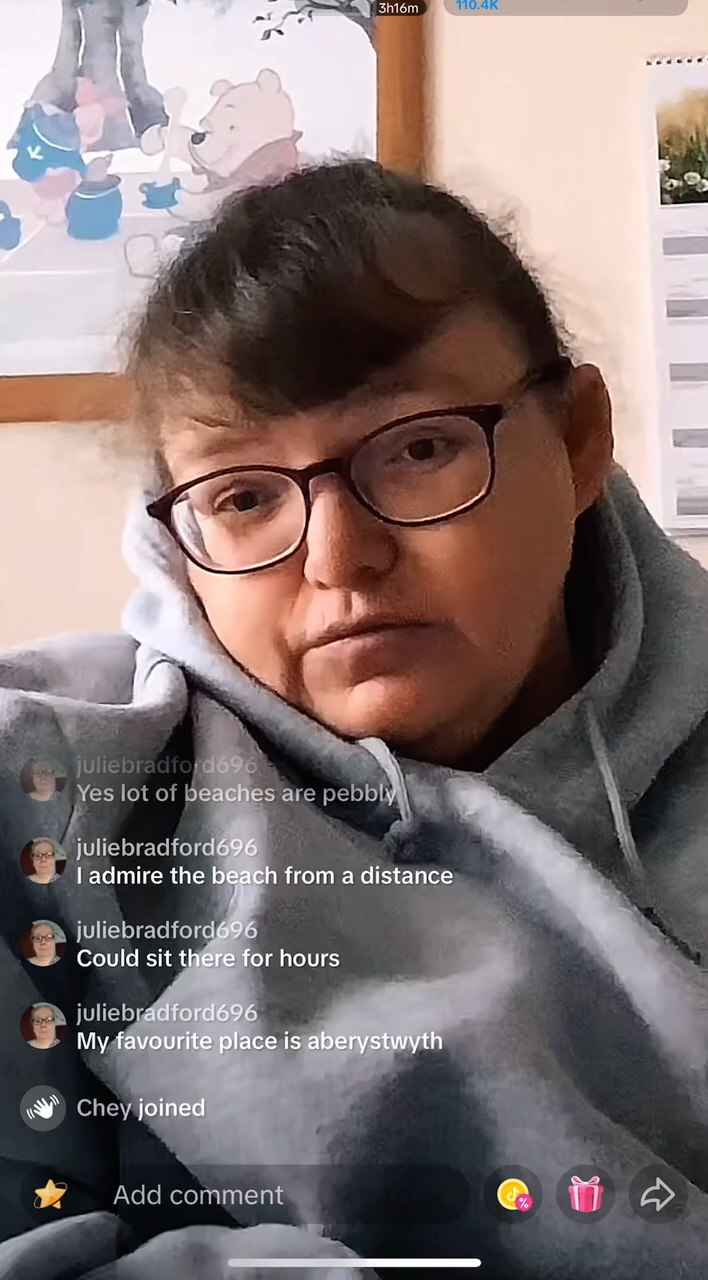 3h16m
110.4K
juliebradford696
Yes lot of beaches are pebbly
juliebradford696
I admire the beach from a distance
juliebradford696
Could sit there for hours
juliebradford696
My favourite place is aberystwyth
Chey joined
Add comment